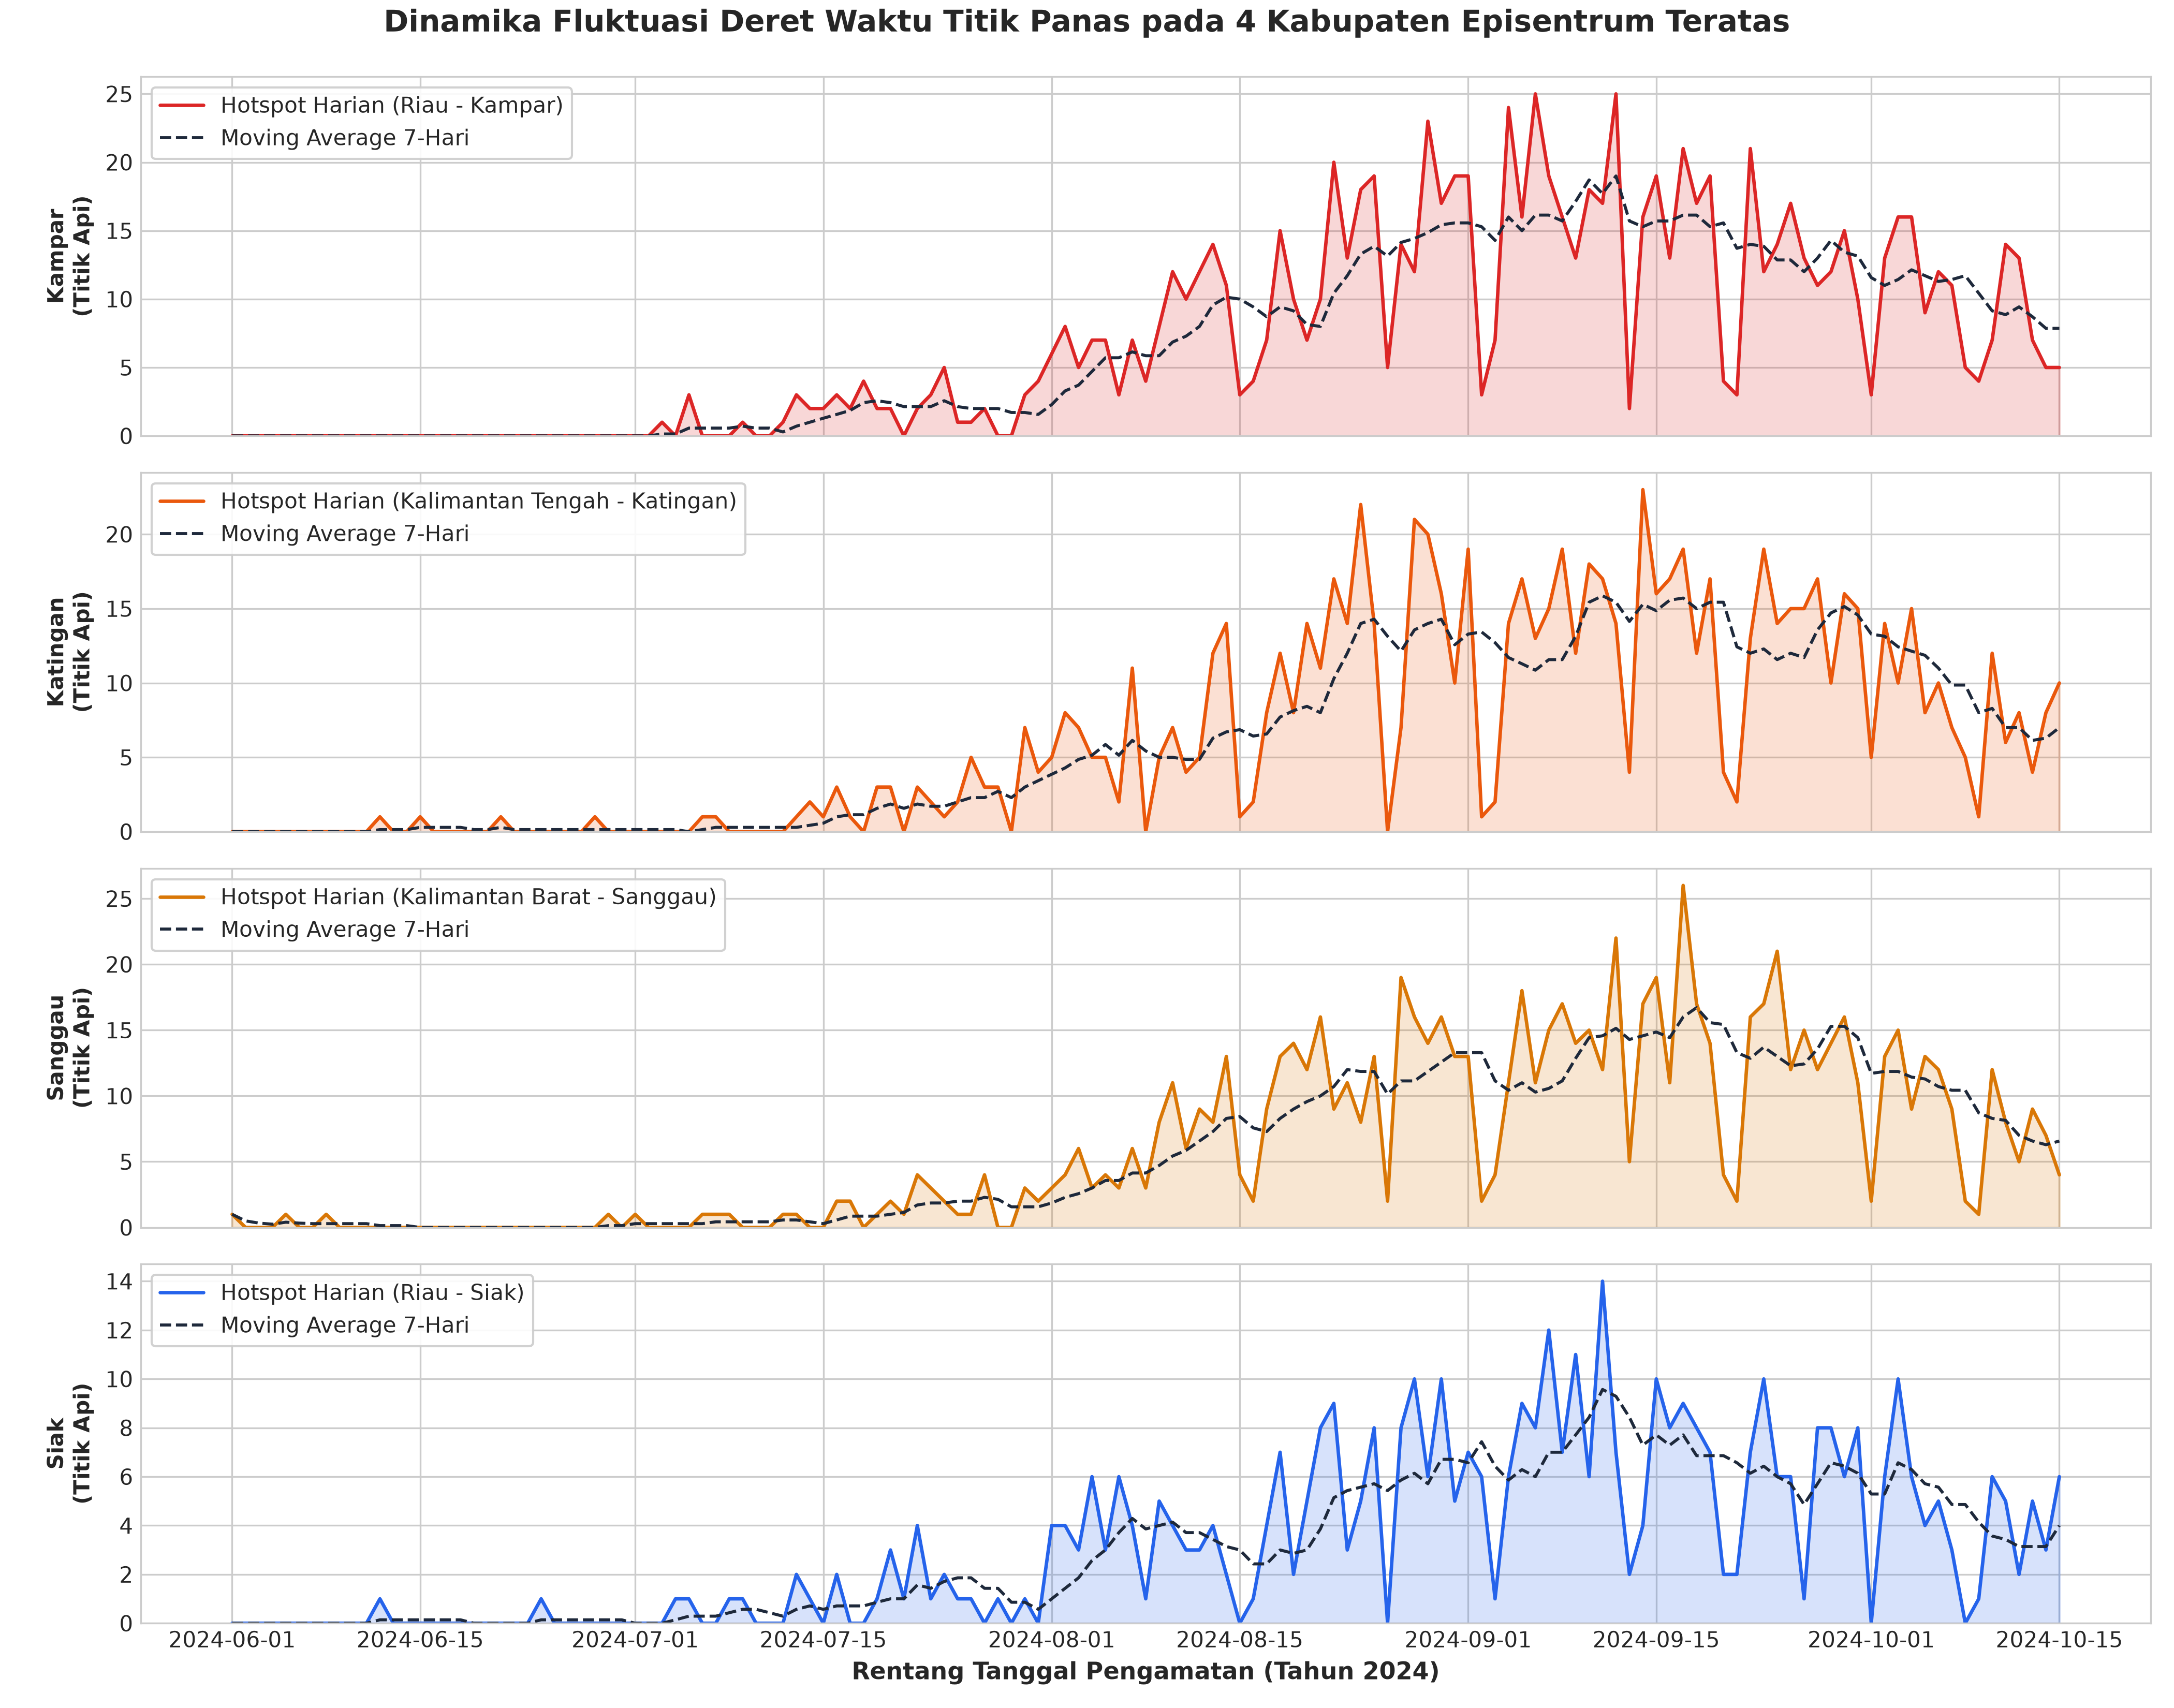 Dinamika Fluktuasi Deret Waktu Titik Panas pada 4 Kabupaten Episentrum Teratas
Hotspot Harian (Riau - Kampar)
Moving Average 7-Hari
Kampar
(Titik Api)
25
20
15
10
5
0
Hotspot Harian (Kalimantan Tengah - Katingan)
Moving Average 7-Hari
Katingan
(Titik Api)
20
15
10
5
0
Hotspot Harian (Kalimantan Barat - Sanggau)
Moving Average 7-Hari
Sanggau
(Titik Api)
25
20
15
10
5
0
Hotspot Harian (Riau - Siak)
Moving Average 7-Hari
Siak
(Titik Api)
14
12
10
8
6
4
2
0
2024-06-01 2024-06-15 2024-07-01 2024-07-15 2024-08-01 2024-08-15 2024-09-01 2024-09-15 2024-10-01 2024-10-15
Rentang Tanggal Pengamatan (Tahun 2024)